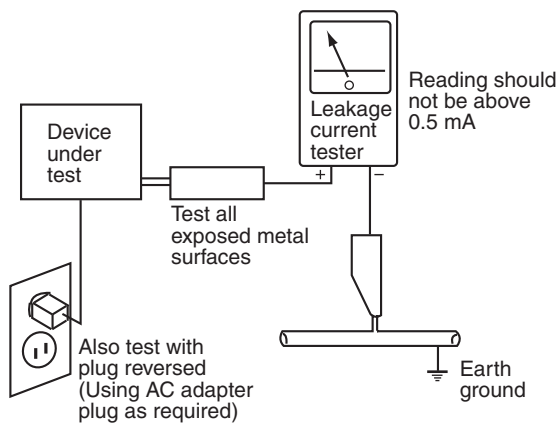 Device
under
test
Leakage
current
tester
Reading should
not be above
0.5 mA
+
−
Test all
exposed metal
surfaces
Also test with
plug reversed
(Using AC adapter
plug as required)
Earth
ground